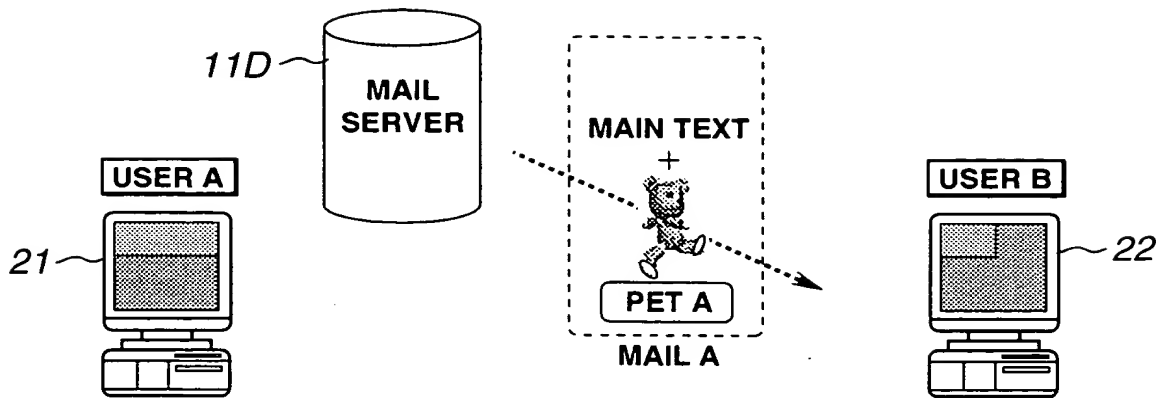 11D
MAIL
SERVER
MAIN TEXT
+
USER A
USER B
21
22
PET A
MAIL A